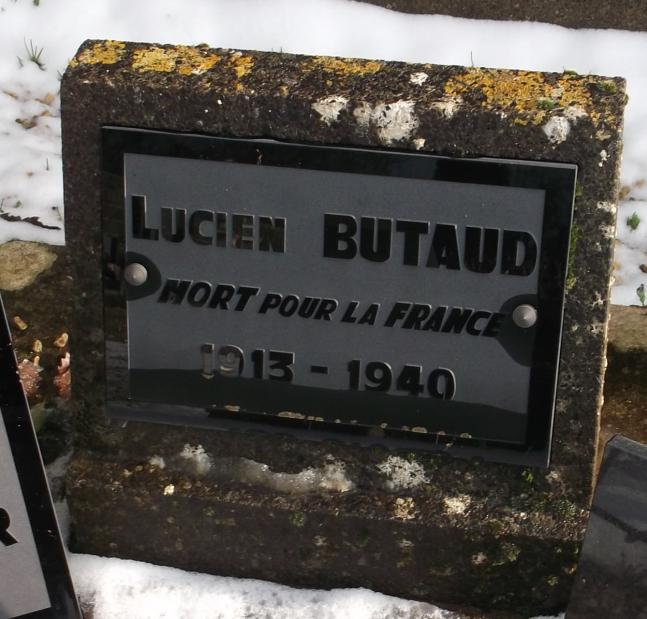 LUCIEN BUTAUD
MORT POUR LA FRANCE
1913 - 1940
R